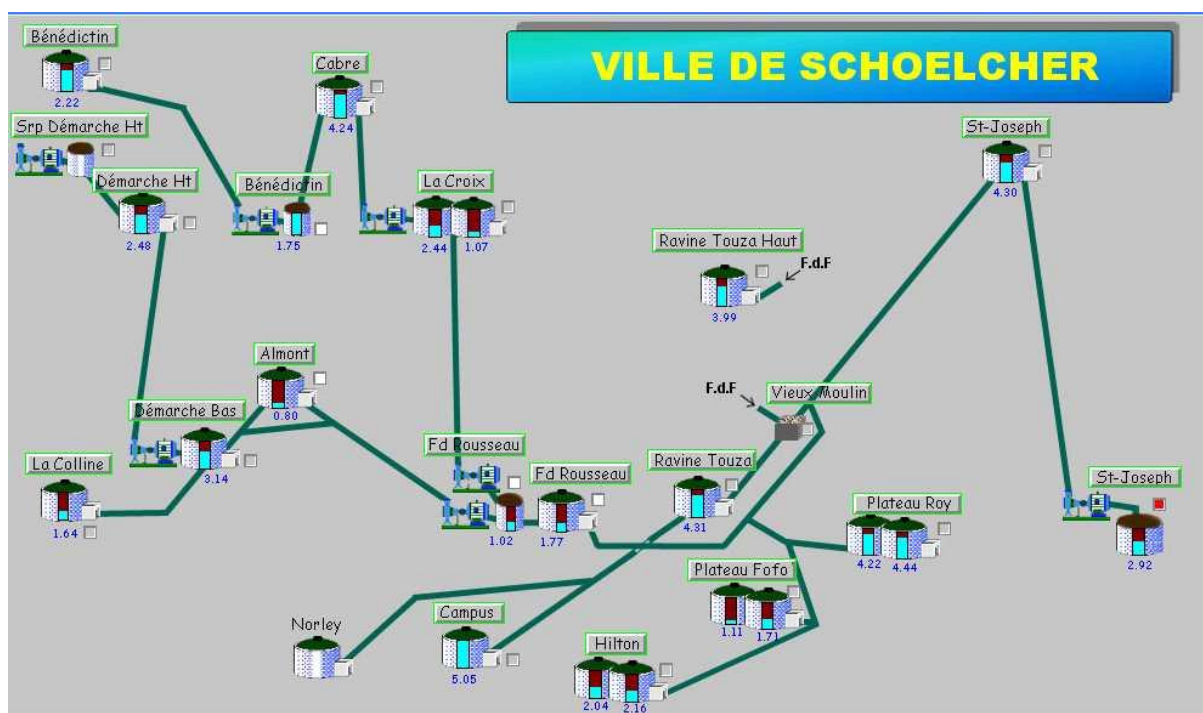 VILLE DE SCHOELCHER
Bénédictin
2.22
Cabre
4.24
St-Joseph
4.30
Srp Démarche Ht
Démarche Ht
2.48
Bénédictin
1.75
La Croix
2.44 1.07
Ravine Touza Haut
F.d.F
3.99
Almont
0.80
F.d.F
Vieux Moulin
Démarche Bas
3.14
La Colline
1.64
Fd Rousseau
1.02
Fd Rousseau
1.77
Ravine Touza
4.31
Plateau Roy
4.22 4.44
St-Joseph
2.92
Plateau Fofo
1.11 1.71
Norley
Campus
5.05
Hilton
2.04 2.16